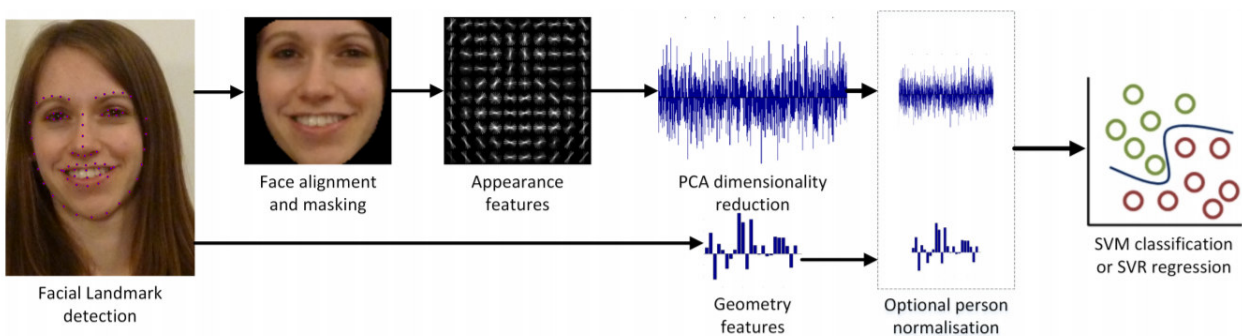 Facial Landmark
detection
Face alignment
and masking
Appearance
features
PCA dimensionality
reduction
Geometry
features
Optional person
normalisation
SVM classification
or SVR regression